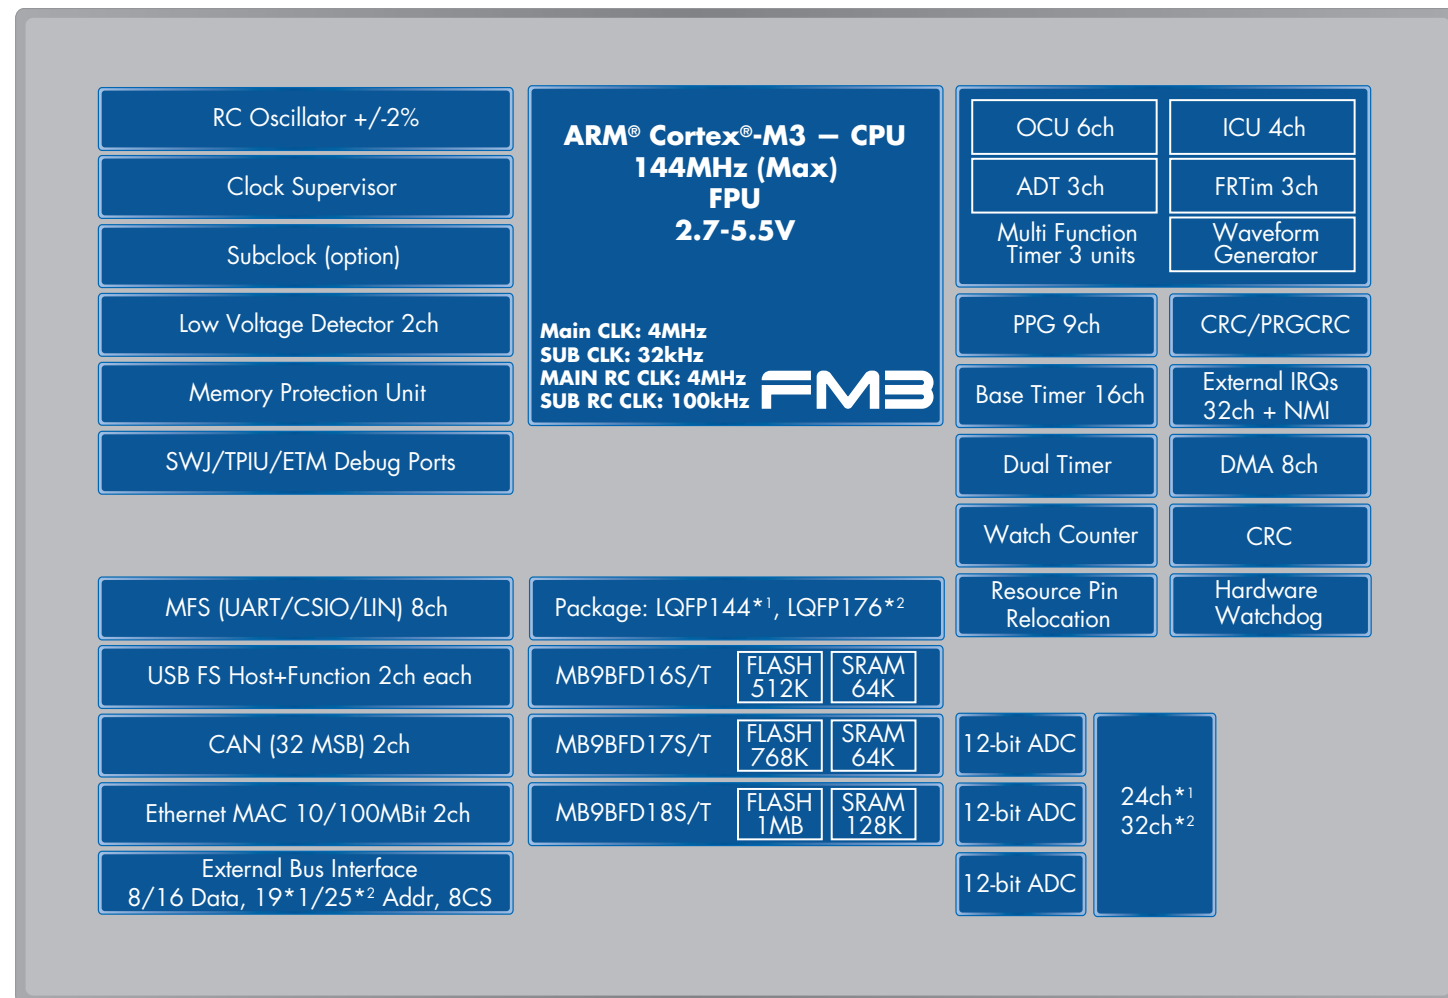 RC Oscillator +/-2%
Clock Supervisor
Subclock (option)
Low Voltage Detector 2ch
Memory Protection Unit
SWJ/TPIU/ETM Debug Ports
ARM® Cortex®-M3 – CPU
144MHz (Max)
FPU
2.7-5.5V
Main CLK: 4MHz
SUB CLK: 32kHz
MAIN RC CLK: 4MHz
SUB RC CLK: 100kHz
FM3
OCU 6ch
ICU 4ch
ADT 3ch
FRTim 3ch
Multi Function
Timer 3 units
Waveform
Generator
PPG 9ch
CRC/PRGCRC
Base Timer 16ch
External IRQs
32ch + NMI
Dual Timer
DMA 8ch
Watch Counter
CRC
Resource Pin
Relocation
Hardware
Watchdog
MFS (UART/CSIO/LIN) 8ch
USB FS Host+Function 2ch each
CAN (32 MSB) 2ch
Ethernet MAC 10/100MBit 2ch
External Bus Interface
8/16 Data, 19*1/25*² Addr, 8CS
Package: LQFP144*¹, LQFP176*²
MB9BFD16S/T
FLASH
512K
SRAM
64K
MB9BFD17S/T
FLASH
768K
SRAM
64K
MB9BFD18S/T
FLASH
1MB
SRAM
128K
12-bit ADC
12-bit ADC
12-bit ADC
24ch*¹
32ch*²